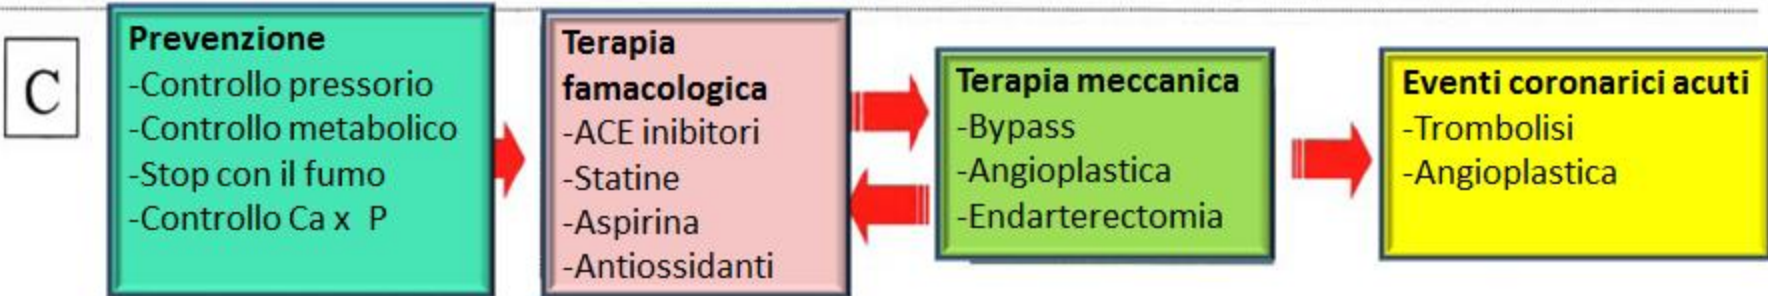 C
Prevenzione
-Controllo pressorio
-Controllo metabolico
-Stop con il fumo
-Controllo Ca x P
Terapia
famacologica
-ACE inibitori
-Statine
-Aspirina
-Antiossidanti
Terapia meccanica
-Bypass
-Angioplastica
-Endarterectomia
Eventi coronarici acuti
-Trombolisi
-Angioplastica